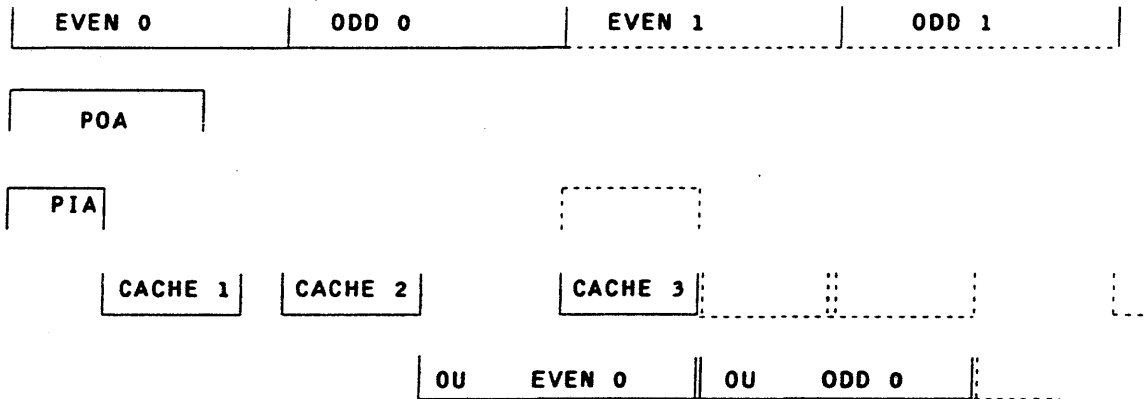 EVEN 0 ODD 0 EVEN 1 ODD 1
POA
PIA
CACHE 1 CACHE 2 CACHE 3
OU EVEN 0 OU ODD 0